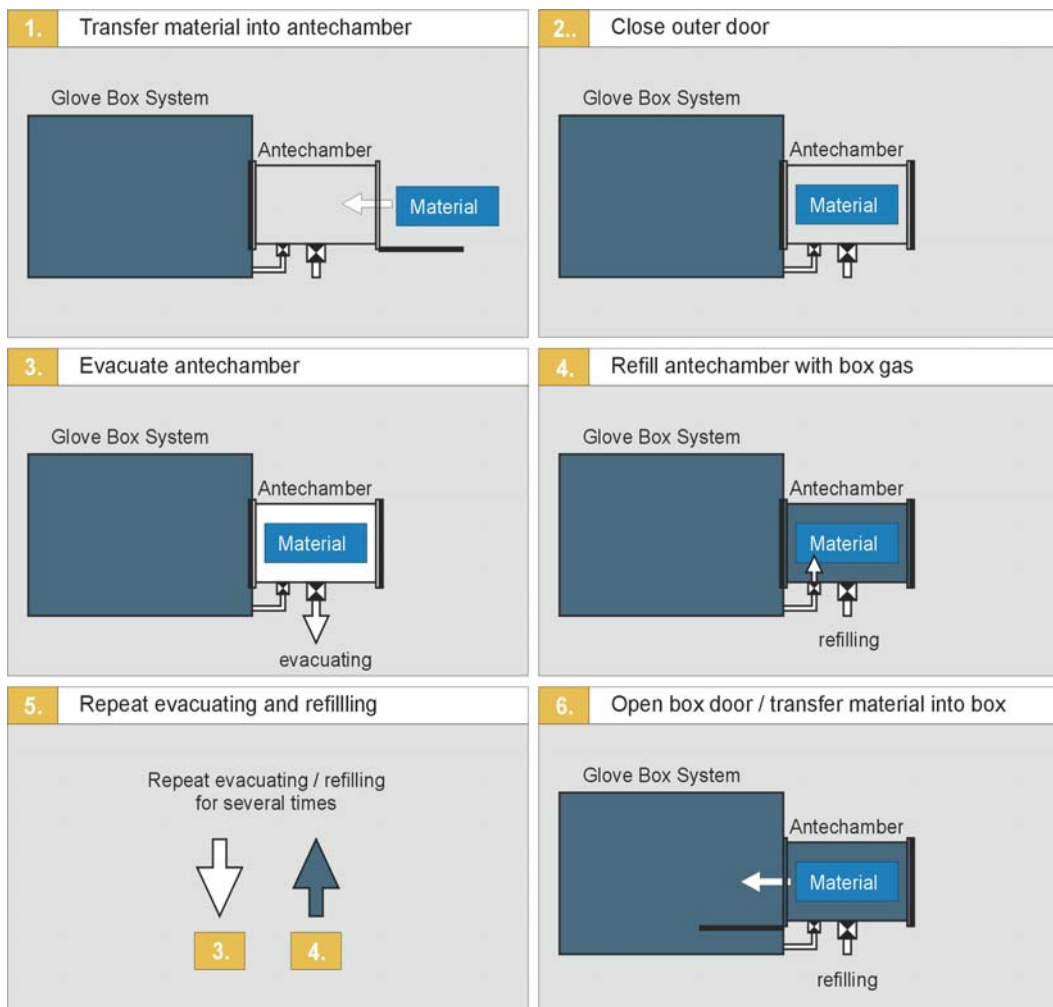 1. Transfer material into antechamber
Glove Box System
Antechamber
Material
2.. Close outer door
Glove Box System
Antechamber
Material
3. Evacuate antechamber
Glove Box System
Antechamber
Material
evacuating
4. Refill antechamber with box gas
Glove Box System
Antechamber
Material
refilling
5. Repeat evacuating and refillling
Repeat evacuating / refilling
for several times
3. 4.
6. Open box door / transfer material into box
Glove Box System
Antechamber
Material
refilling